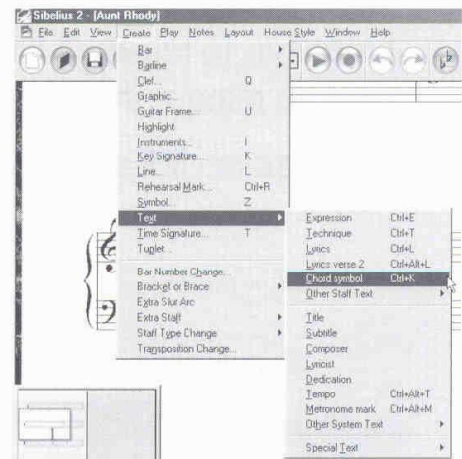 Sibelius 2 - [Aunt Rhody]
File Edit View Create Play Notes Layout House Style Window Help
Bar
Barline
Clef... Q
Graphic...
Guitar Frame... U
Highlight
Instruments... I
Key Signature... K
Line... L
Rehearsal Mark... Ctrl+R
Symbol... Z
Text
Time Signature... T
Tuplet...
Bar Number Change...
Bracket or Brace
Extra Slur Arc
Extra Staff
Staff Type Change
Transposition Change...
Expression Ctrl+E
Technique Ctrl+T
Lyrics Ctrl+L
Lyrics verse 2 Ctrl+Alt+L
Chord symbol Ctrl+K
Other Staff Text
Title
Subtitle
Composer
Lyricist
Dedication
Tempo Ctrl+Alt+T
Metronome mark Ctrl+Alt+M
Other System Text
Special Text